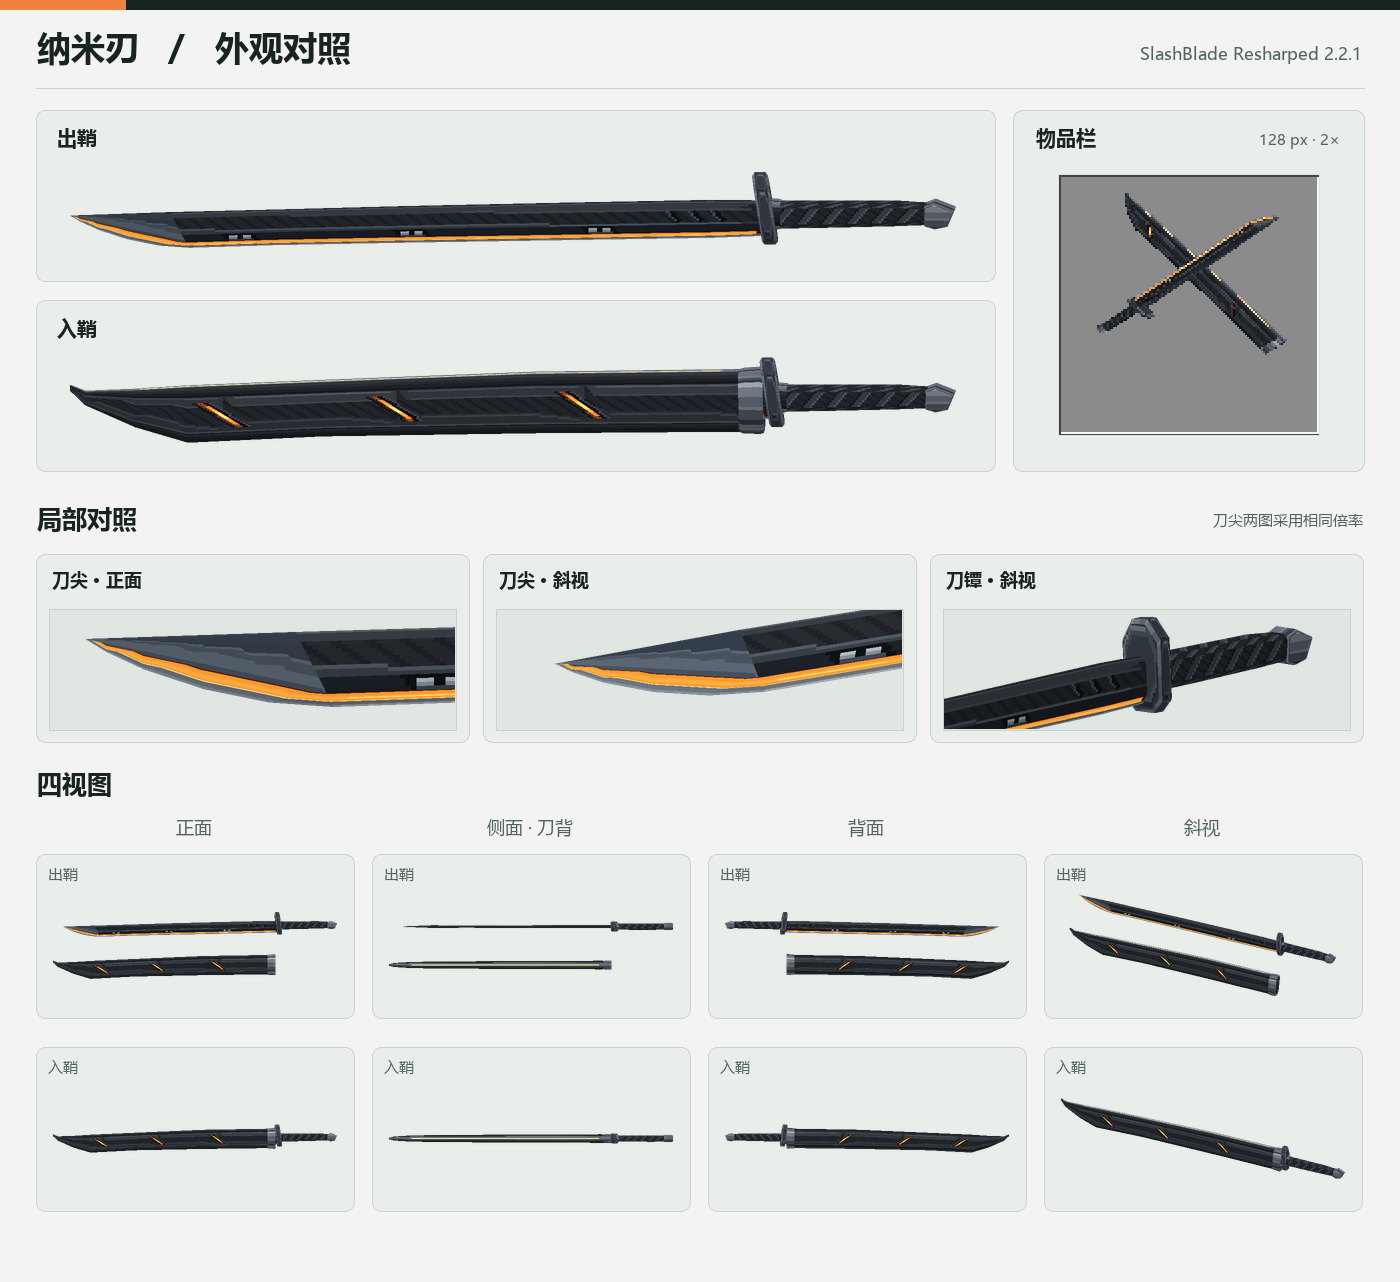 纳米刃 / 外观对照
SlashBlade Resharped 2.2.1
出鞘
物品栏
128 px · 2×
入鞘
局部对照
刀尖两图采用相同倍率
刀尖 · 正面
刀尖 · 斜视
刀镡 · 斜视
四视图
正面
侧面 · 刀背
背面
斜视
出鞘
出鞘
出鞘
出鞘
入鞘
入鞘
入鞘
入鞘